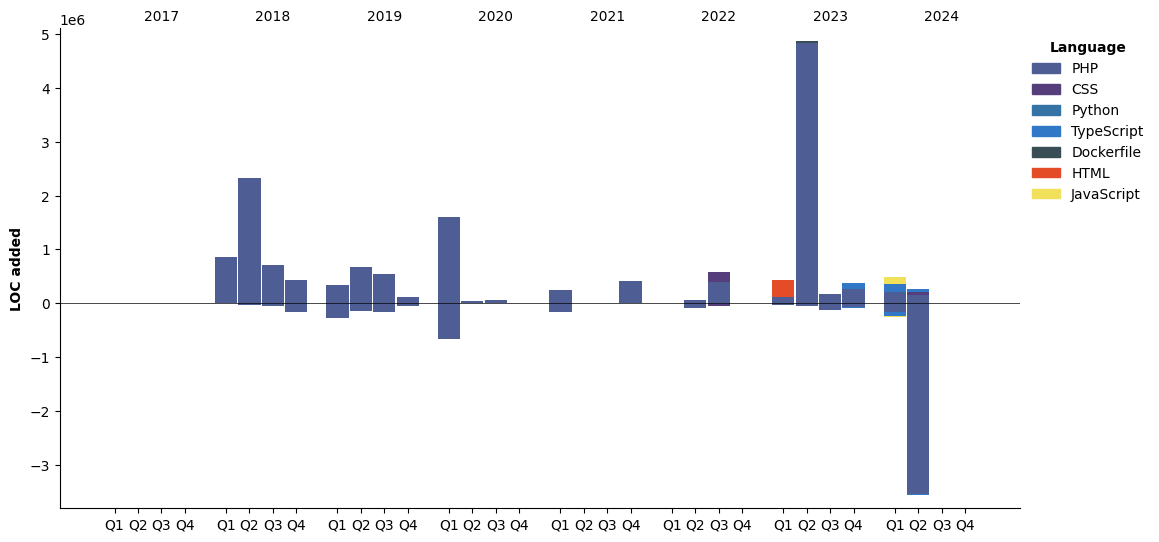 2017 2018 2019 2020 2021 2022 2023 2024
1e6
5
4
3
2
1
0
−1
−2
−3
LOC added
Q1 Q2 Q3 Q4 Q1 Q2 Q3 Q4 Q1 Q2 Q3 Q4 Q1 Q2 Q3 Q4 Q1 Q2 Q3 Q4 Q1 Q2 Q3 Q4 Q1 Q2 Q3 Q4 Q1 Q2 Q3 Q4
Language
PHP
CSS
Python
TypeScript
Dockerfile
HTML
JavaScript